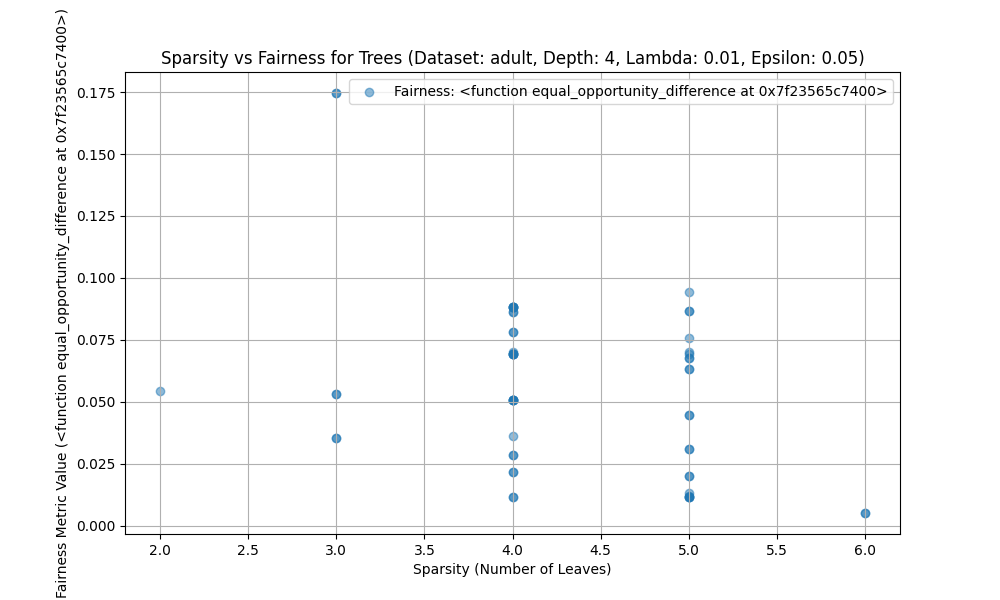 Sparsity vs Fairness for Trees (Dataset: adult, Depth: 4, Lambda: 0.01, Epsilon: 0.05)
Fairness: <function equal_opportunity_difference at 0x7f23565c7400>
Fairness Metric Value (<function equal_opportunity_difference at 0x7f23565c7400>)
0.175
0.150
0.125
0.100
0.075
0.050
0.025
0.000
2.0 2.5 3.0 3.5 4.0 4.5 5.0 5.5 6.0
Sparsity (Number of Leaves)